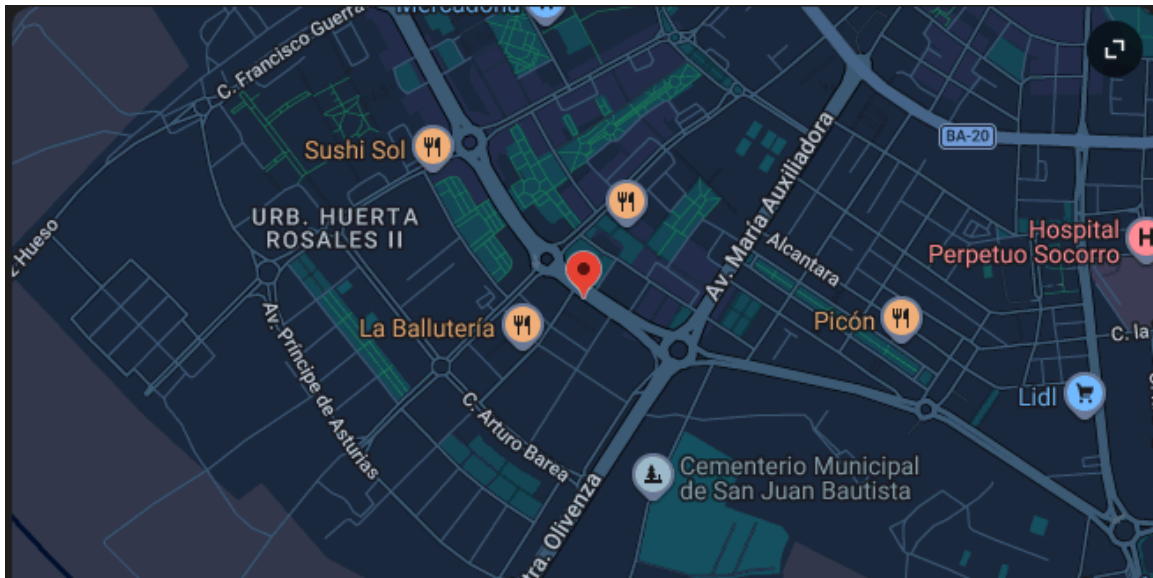 Mercadona
C. Francisco Guerra
Sushi Sol
BA-20
URB. HUERTA
ROSALES II
Hueso
Av. María Auxiliadora
Alcantara
Hospital
Perpetuo Socorro
H
La Ballutería
Picón
C. la
Av. Príncipe de Asturias
Lidl
C. Arturo Barea
Cementerio Municipal
de San Juan Bautista
tra. Olivenza